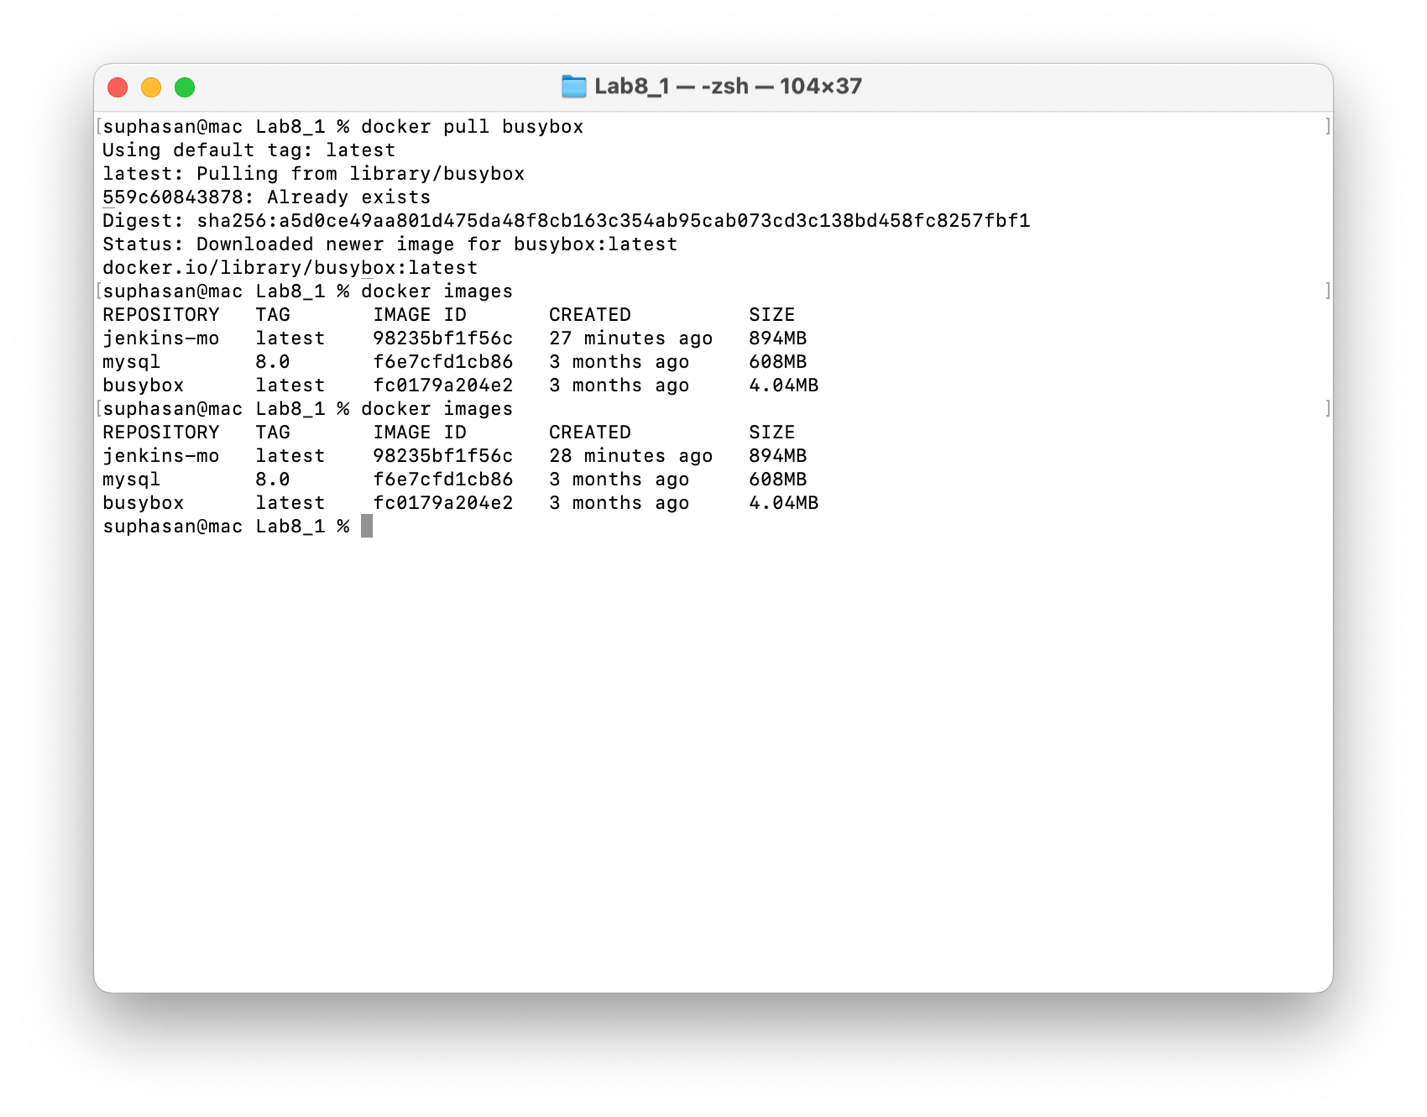 Lab8_1 — -zsh — 104×37
[suphasan@mac Lab8_1 % docker pull busybox ]
Using default tag: latest
latest: Pulling from library/busybox
559c60843878: Already exists
Digest: sha256:a5d0ce49aa801d475da48f8cb163c354ab95cab073cd3c138bd458fc8257fbf1
Status: Downloaded newer image for busybox:latest
docker.io/library/busybox:latest
[suphasan@mac Lab8_1 % docker images ]
REPOSITORY   TAG       IMAGE ID       CREATED          SIZE
jenkins-mo   latest    98235bf1f56c   27 minutes ago   894MB
mysql        8.0       f6e7cfd1cb86   3 months ago     608MB
busybox      latest    fc0179a204e2   3 months ago     4.04MB
[suphasan@mac Lab8_1 % docker images ]
REPOSITORY   TAG       IMAGE ID       CREATED          SIZE
jenkins-mo   latest    98235bf1f56c   28 minutes ago   894MB
mysql        8.0       f6e7cfd1cb86   3 months ago     608MB
busybox      latest    fc0179a204e2   3 months ago     4.04MB
suphasan@mac Lab8_1 %